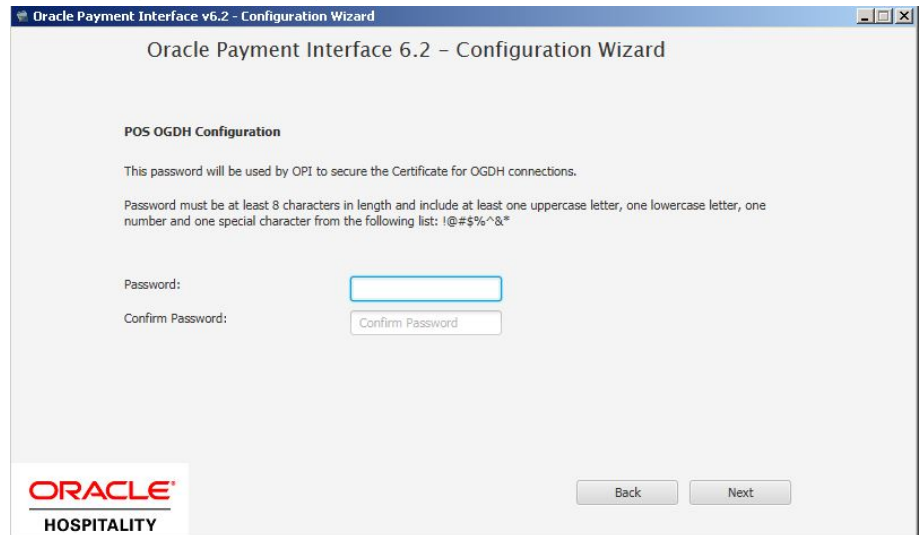 Oracle Payment Interface v6.2 - Configuration Wizard
Oracle Payment Interface 6.2 – Configuration Wizard
POS OGDH Configuration
This password will be used by OPI to secure the Certificate for OGDH connections.
Password must be at least 8 characters in length and include at least one uppercase letter, one lowercase letter, one
number and one special character from the following list: !@#$%^&*
Password:
Confirm Password:
Confirm Password
ORACLE
HOSPITALITY
Back
Next